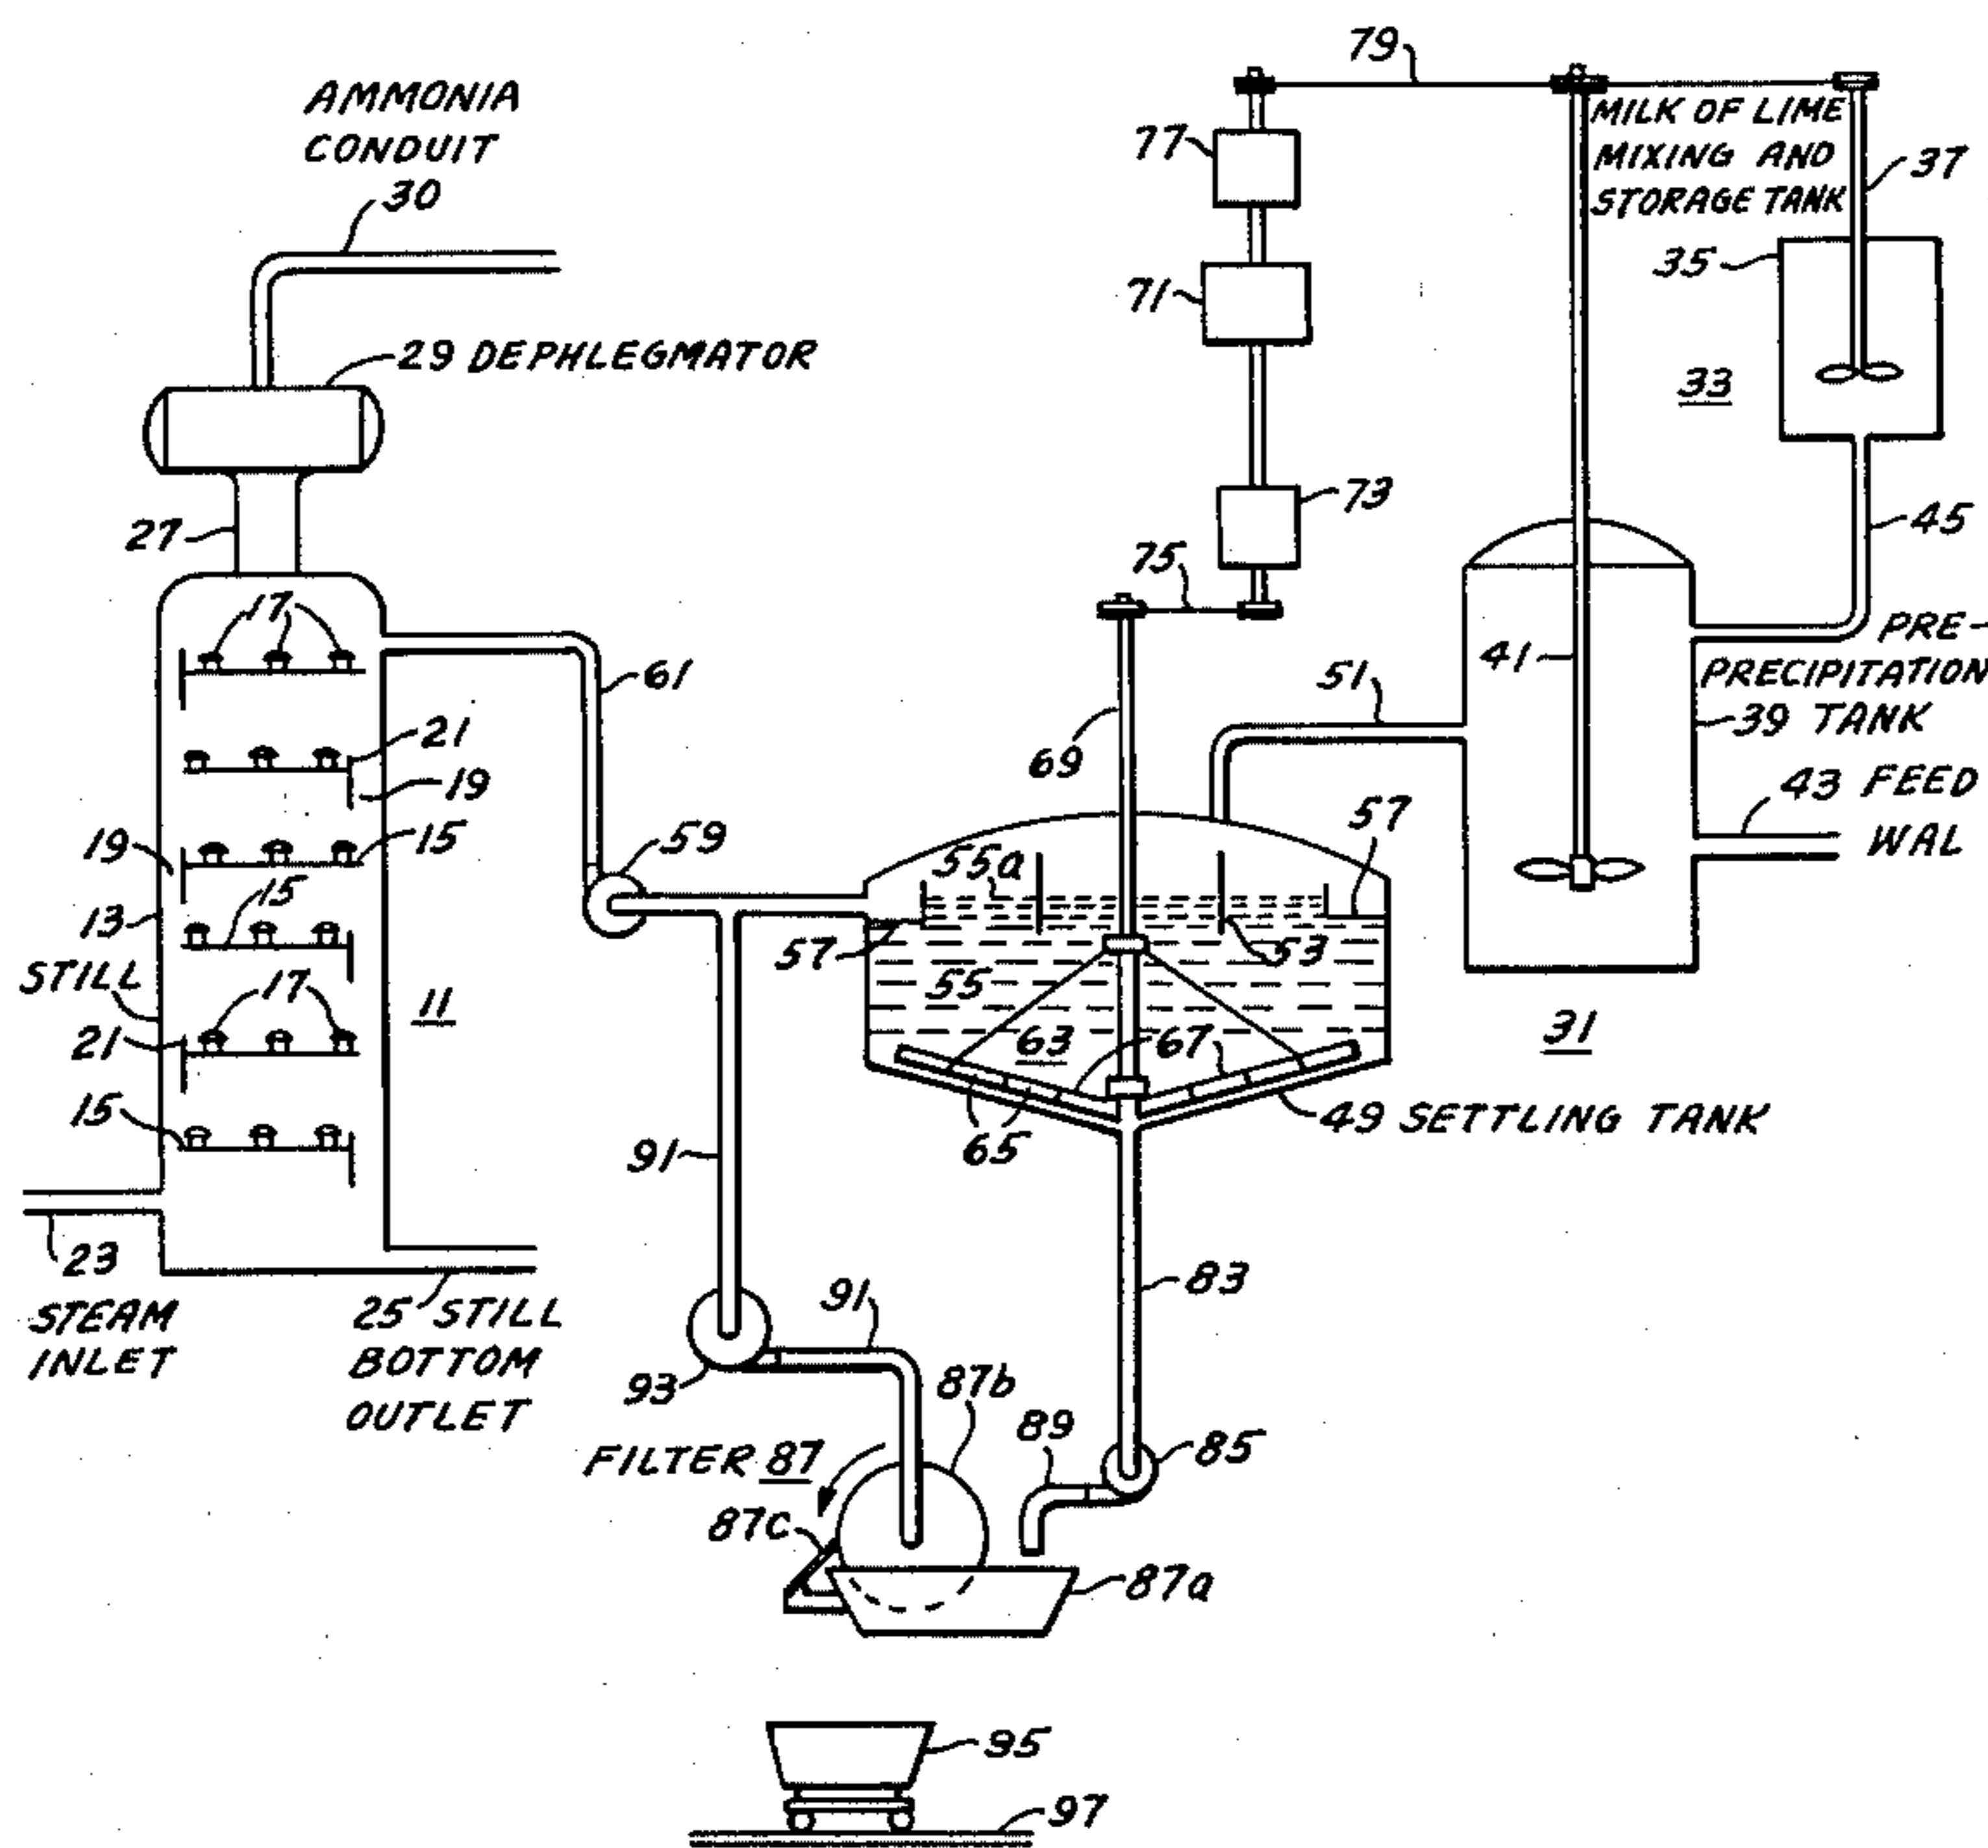 79
AMMONIA
CONDUIT
30
MILK OF LIME
MIXING AND
STORAGE TANK
77
37
35
71
29 DEPHLEGMATOR
33
73
27
45
75
17
61
41
PRE-
PRECIPITATION
39 TANK
51
69
21
19
43 FEED
WAL
57
59
55a
19
15
15
13
57
53
STILL
17
11
55
21
63
67
31
15
65
49 SETTLING TANK
91
23
STEAM
INLET
25 STILL
BOTTOM
OUTLET
83
91
93
87b
89
85
FILTER 87
87c
87a
95
97